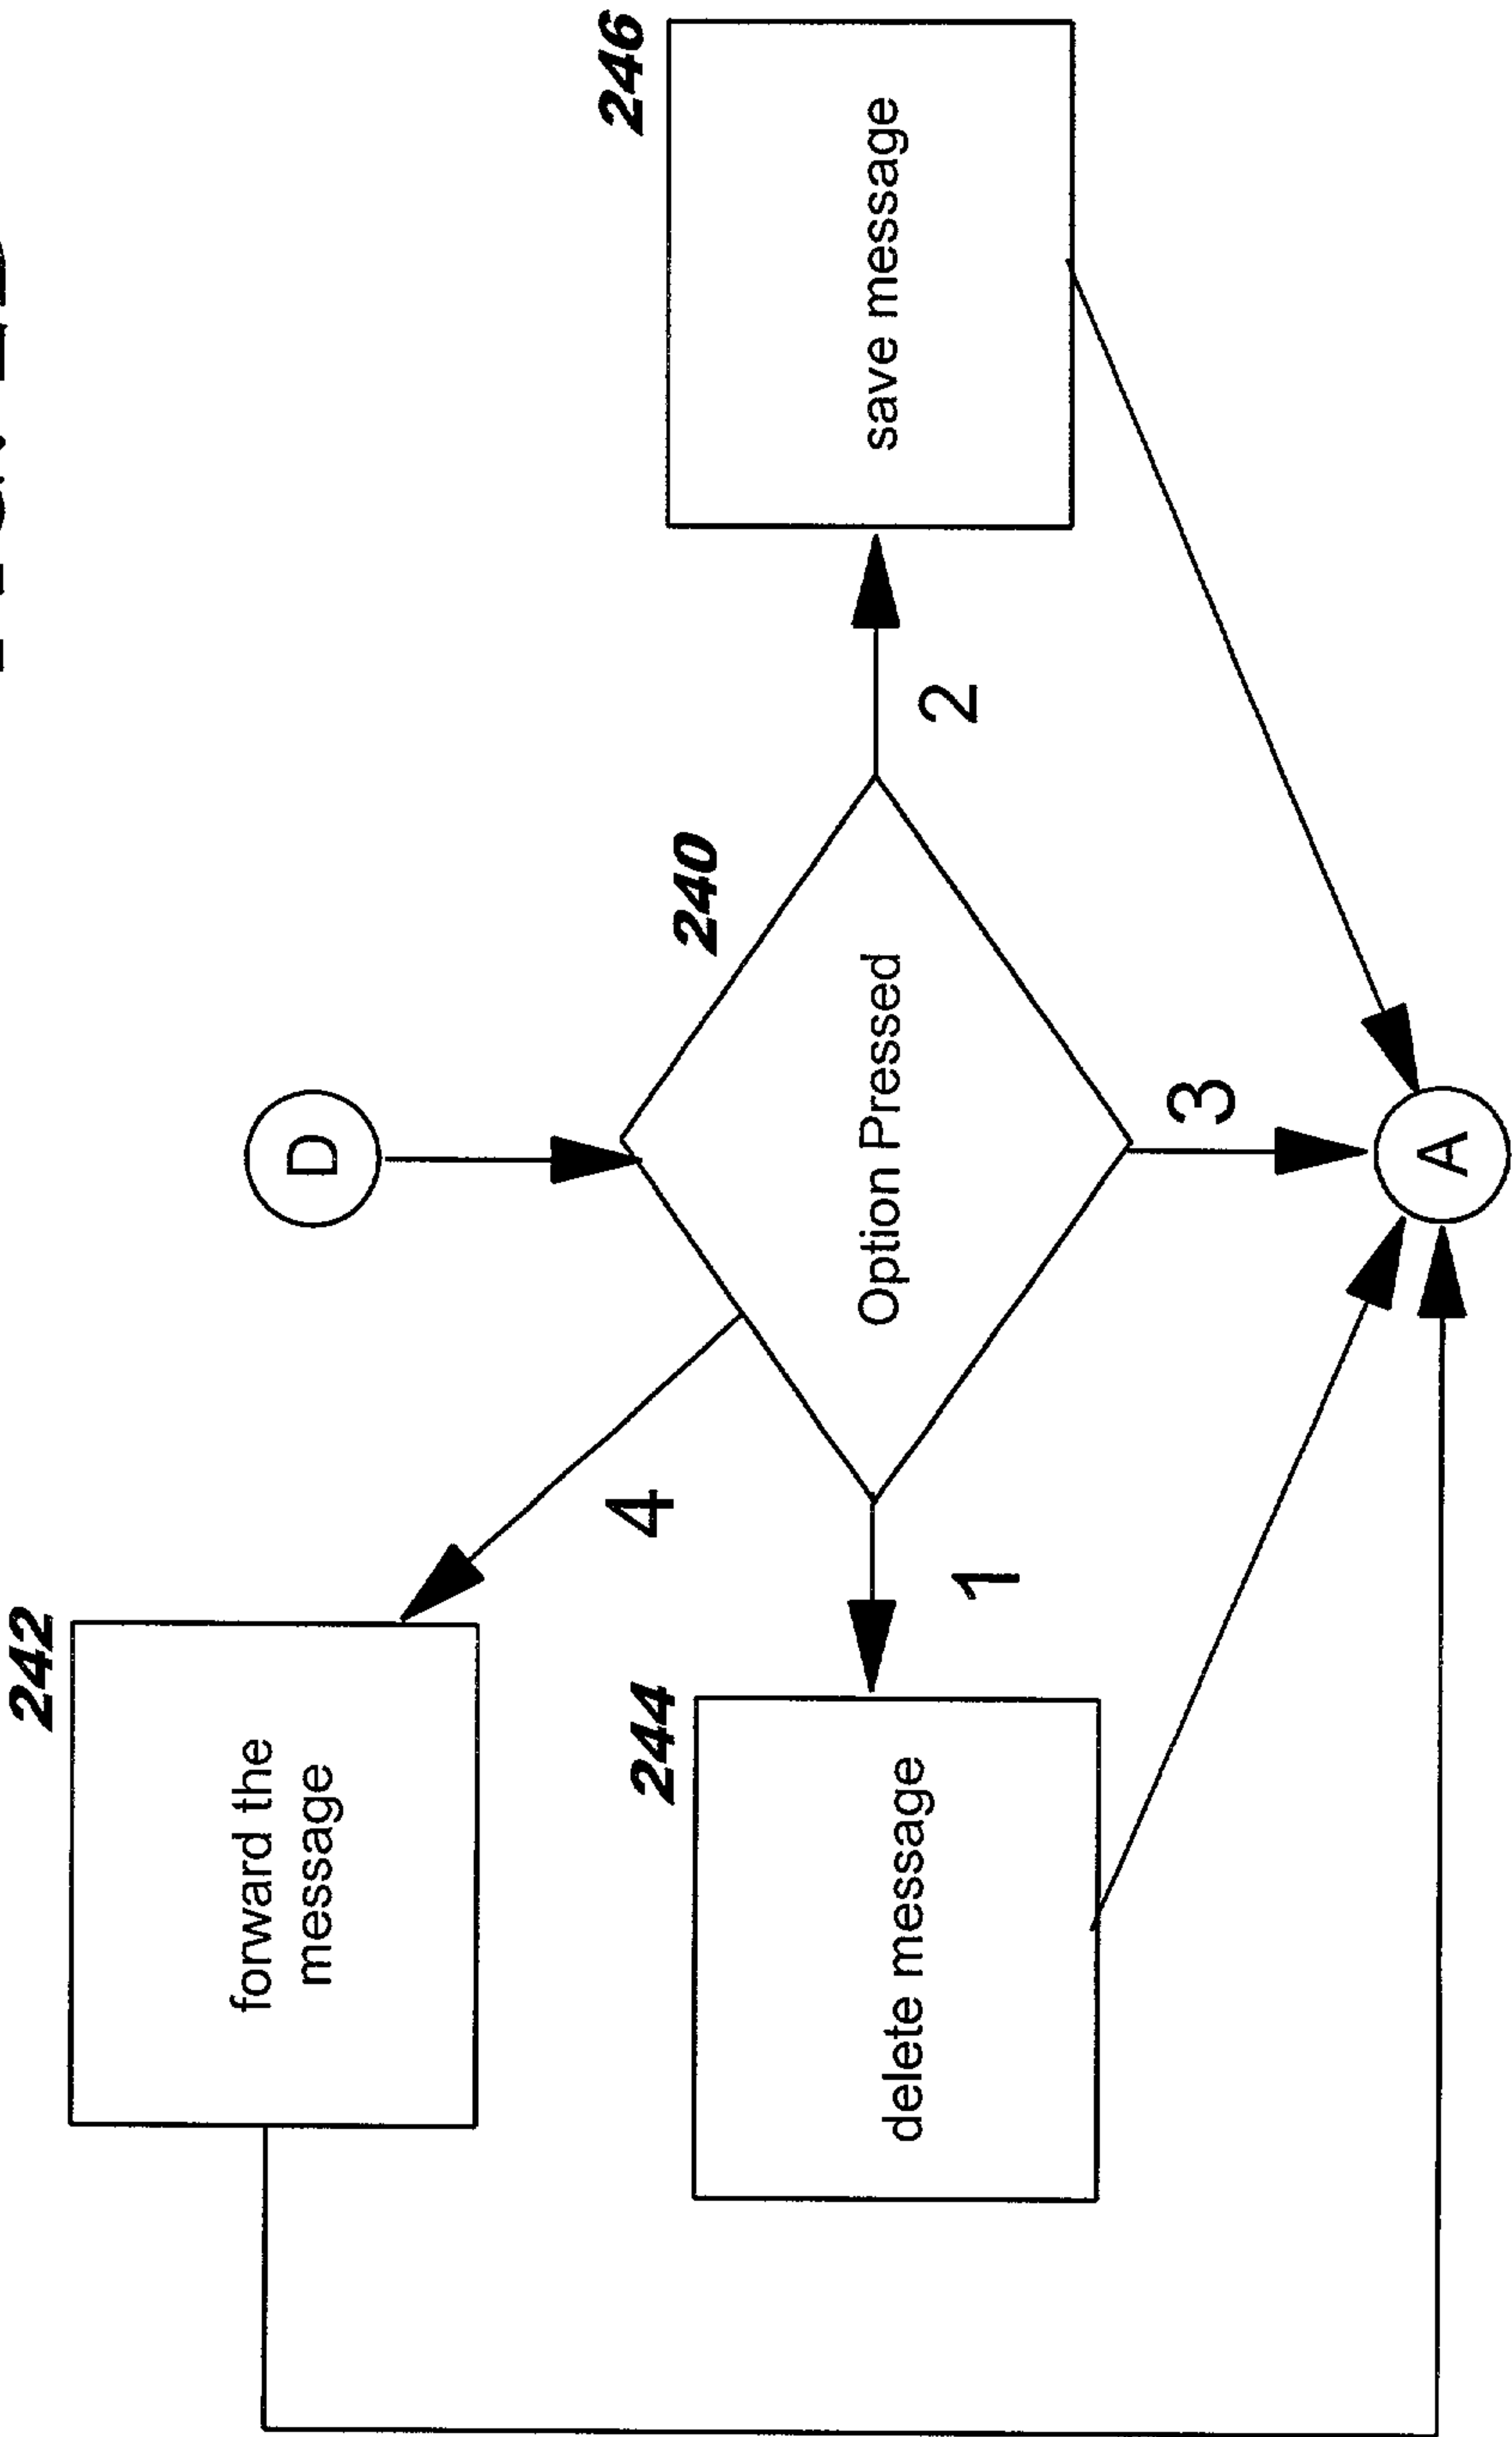 242
forward the
message
D
246
4
240
Option Pressed
244
delete message
1
2
save message
3
A